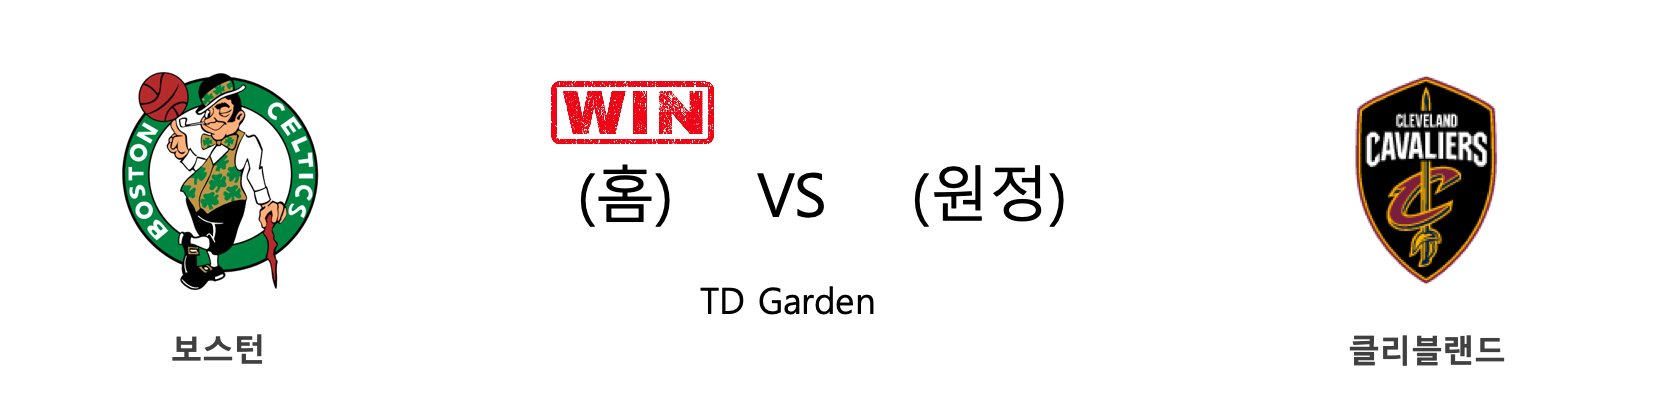 BOSTON CELTICS
WIN
CLEVELAND
CAVALIERS
(홈) VS (원정)
TD Garden
보스턴
클리블랜드